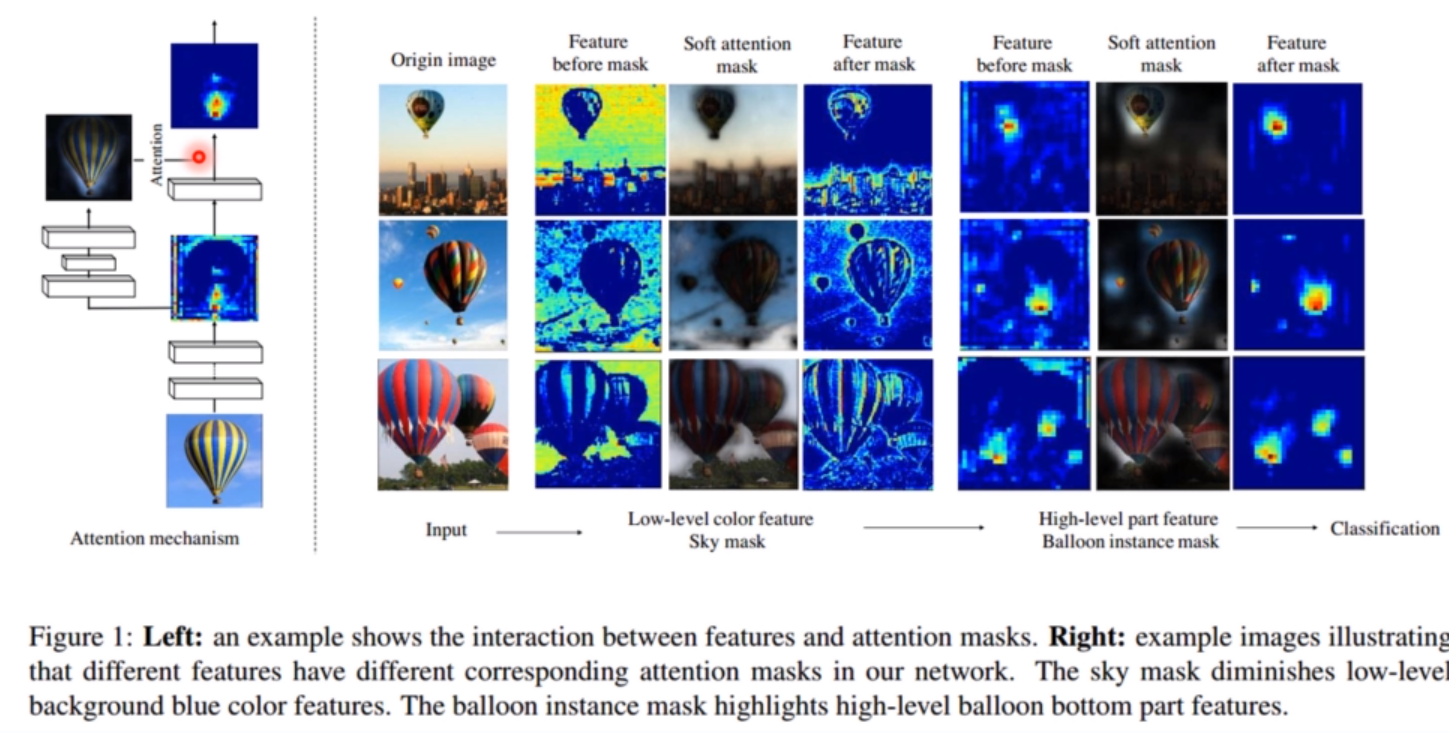 Attention
Attention mechanism
Origin image
Feature
before mask
Soft attention
mask
Feature
after mask
Feature
before mask
Soft attention
mask
Feature
after mask
Input
Low-level color feature
Sky mask
High-level part feature
Balloon instance mask
Classification
Figure 1: Left: an example shows the interaction between features and attention masks. Right: example images illustrating
that different features have different corresponding attention masks in our network. The sky mask diminishes low-level
background blue color features. The balloon instance mask highlights high-level balloon bottom part features.